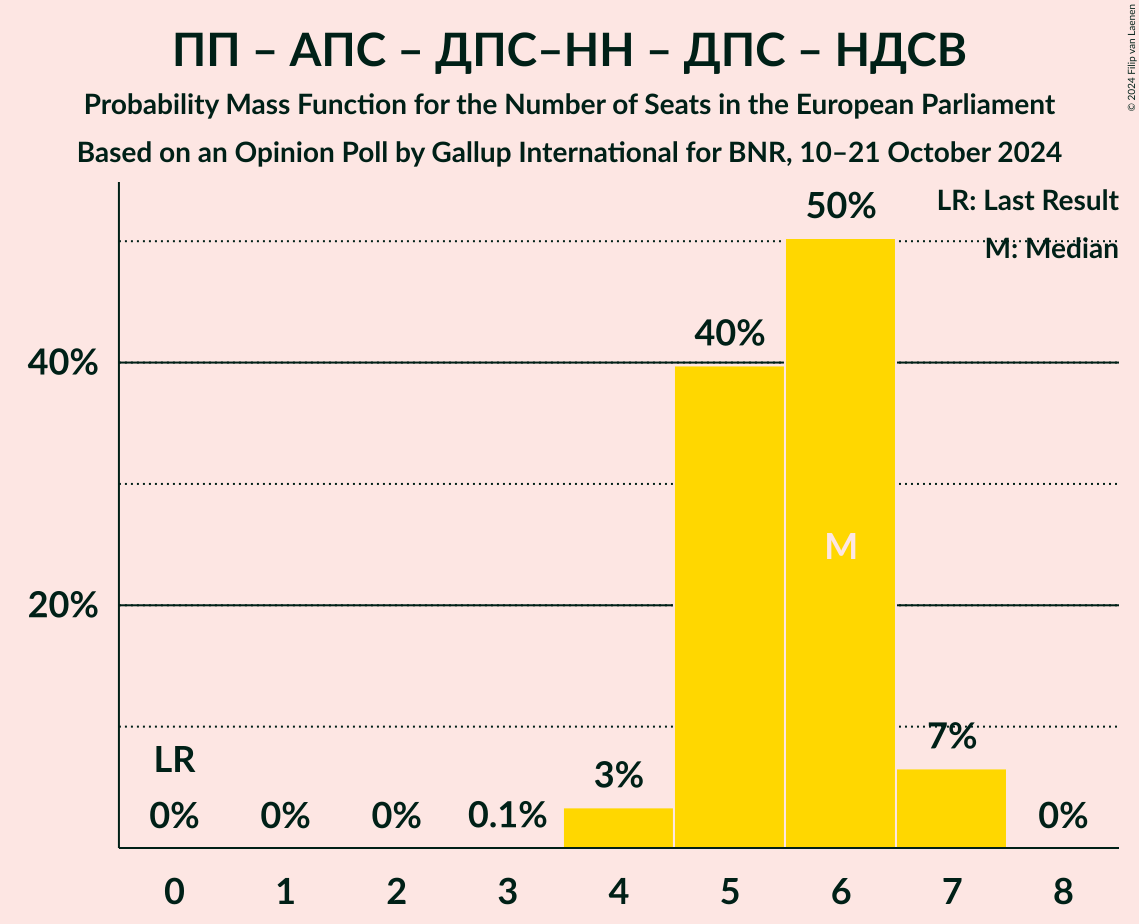 ПП – АПС – ДПС–НН – ДПС – НДСВ
Probability Mass Function for the Number of Seats in the European Parliament
Based on an Opinion Poll by Gallup International for BNR, 10–21 October 2024
© 2024 Filip van Laenen
LR: Last Result
M: Median
50%
40%
40%
M
20%
7%
LR
3%
0%
0%
0%
0.1%
0%
0 1 2 3 4 5 6 7 8